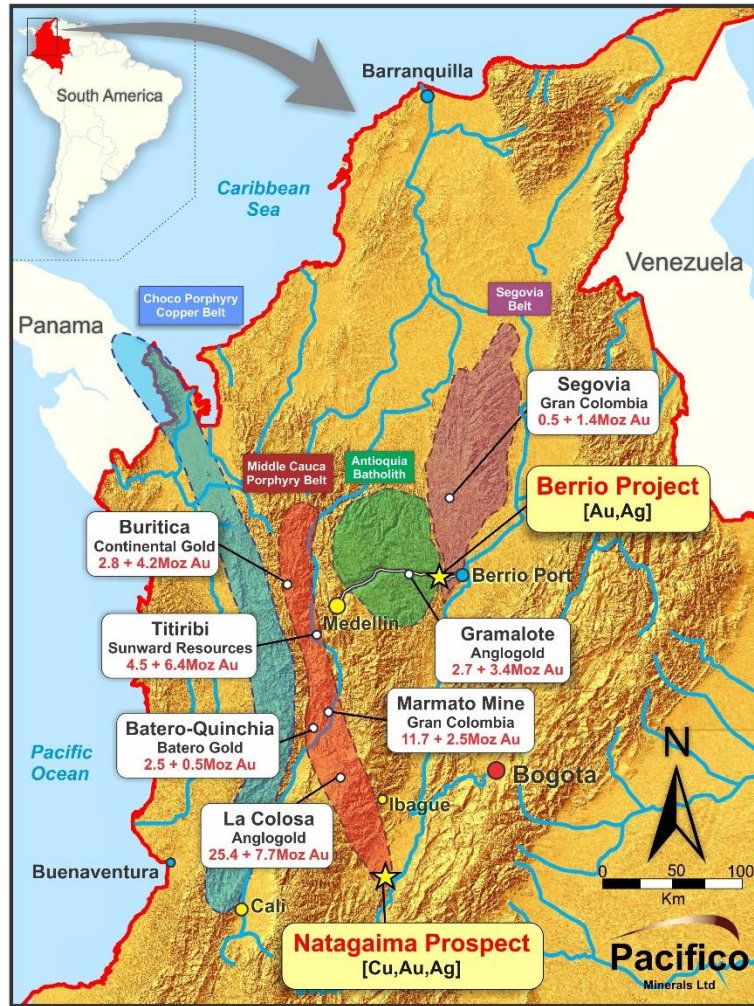 South America
Barranquilla
Caribbean
Sea
Venezuela
Panama
Choco Porphyry
Copper Belt
Segovia
Belt
Segovia
Gran Colombia
0.5 + 1.4Moz Au
Middle Cauca
Porphyry Belt
Antioquia
Batholith
Berrio Project
[Au,Ag]
Buritica
Continental Gold
2.8 + 4.2Moz Au
Berrio Port
Medellin
Titiribi
Sunward Resources
4.5 + 6.4Moz Au
Gramalote
Anglogold
2.7 + 3.4Moz Au
Marmato Mine
Gran Colombia
11.7 + 2.5Moz Au
Batero-Quinchia
Batero Gold
2.5 + 0.5Moz Au
Pacific
Ocean
N
Bogota
Ibague
La Colosa
Anglogold
25.4 + 7.7Moz Au
Buenaventura
0 50 100
Km
Cali
Natagaima Prospect
[Cu,Au,Ag]
Pacifico
Minerals Ltd